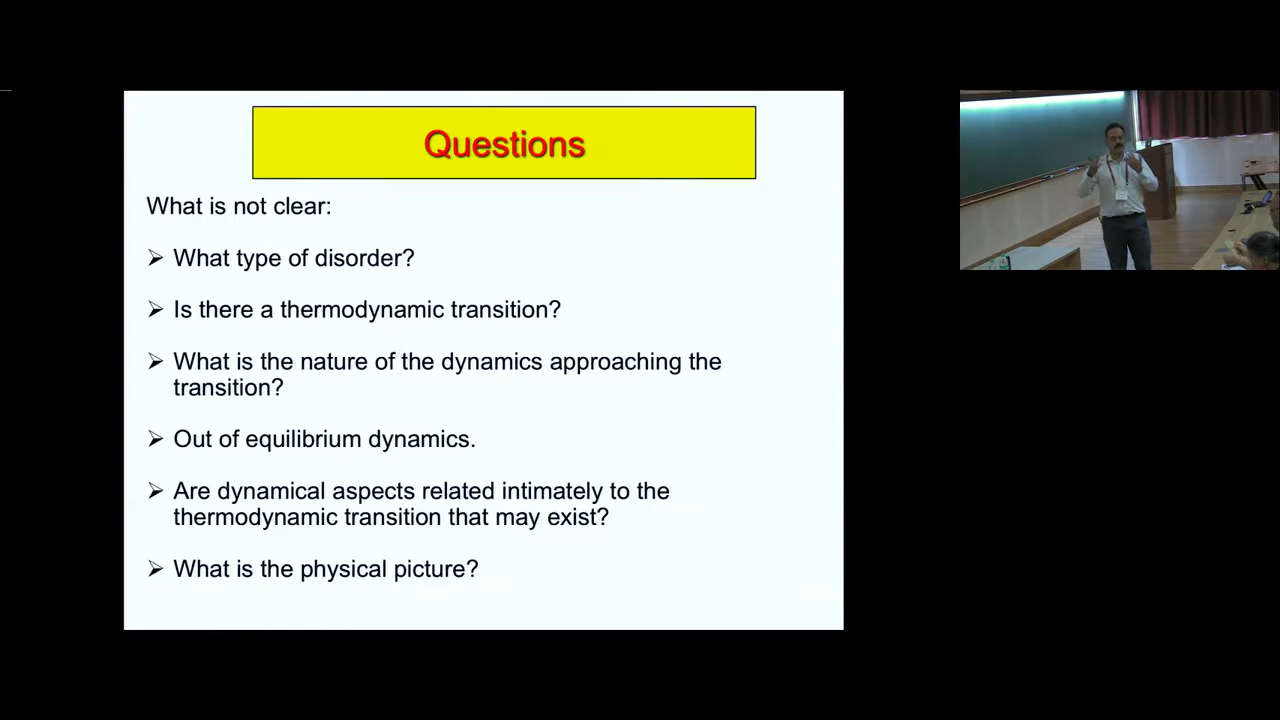 Questions
What is not clear:
➢ What type of disorder?
➢ Is there a thermodynamic transition?
➢ What is the nature of the dynamics approaching the
transition?
➢ Out of equilibrium dynamics.
➢ Are dynamical aspects related intimately to the
thermodynamic transition that may exist?
➢ What is the physical picture?